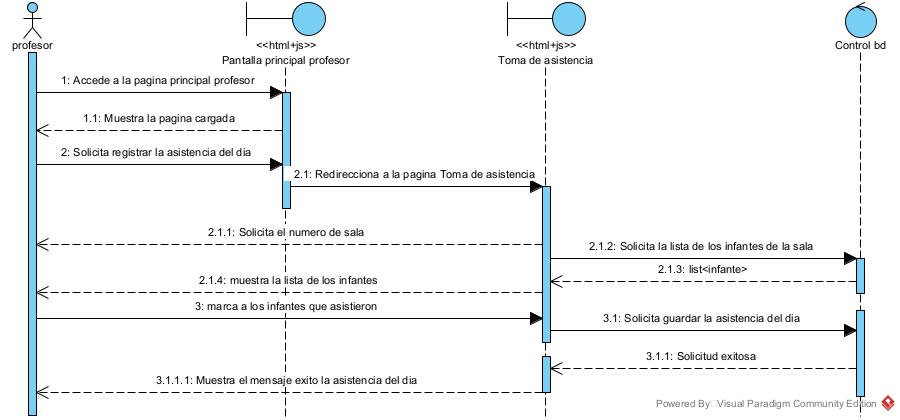 profesor
<<html+js>>
Pantalla principal profesor
<<html+js>>
Toma de asistencia
Control bd
1: Accede a la pagina principal profesor
1.1: Muestra la pagina cargada
2: Solicita registrar la asistencia del dia
2.1: Redirecciona a la pagina Toma de asistencia
2.1.1: Solicita el numero de sala
2.1.2: Solicita la lista de los infantes de la sala
2.1.3: list<infante>
2.1.4: muestra la lista de los infantes
3: marca a los infantes que asistieron
3.1: Solicita guardar la asistencia del dia
3.1.1: Solicitud exitosa
3.1.1.1: Muestra el mensaje exito la asistencia del dia
Powered By Visual Paradigm Community Edition